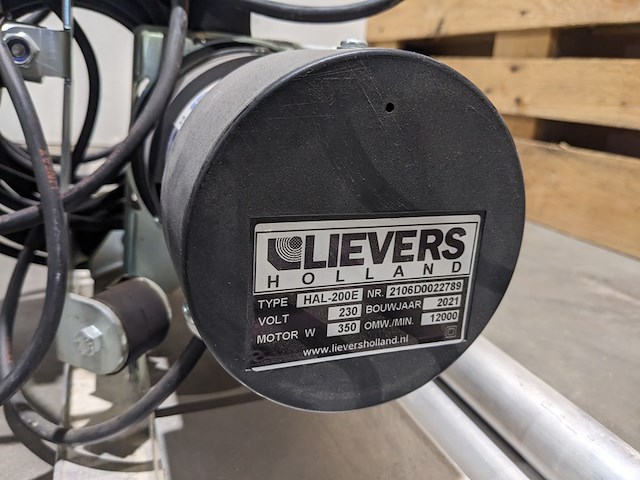 LIEVERS
HOLLAND
TYPE HAL-200E NR. 2106D0022789
VOLT 230 BOUWJAAR 2021
MOTOR W 350 OMW./MIN. 12000
www.lieversholland.nl